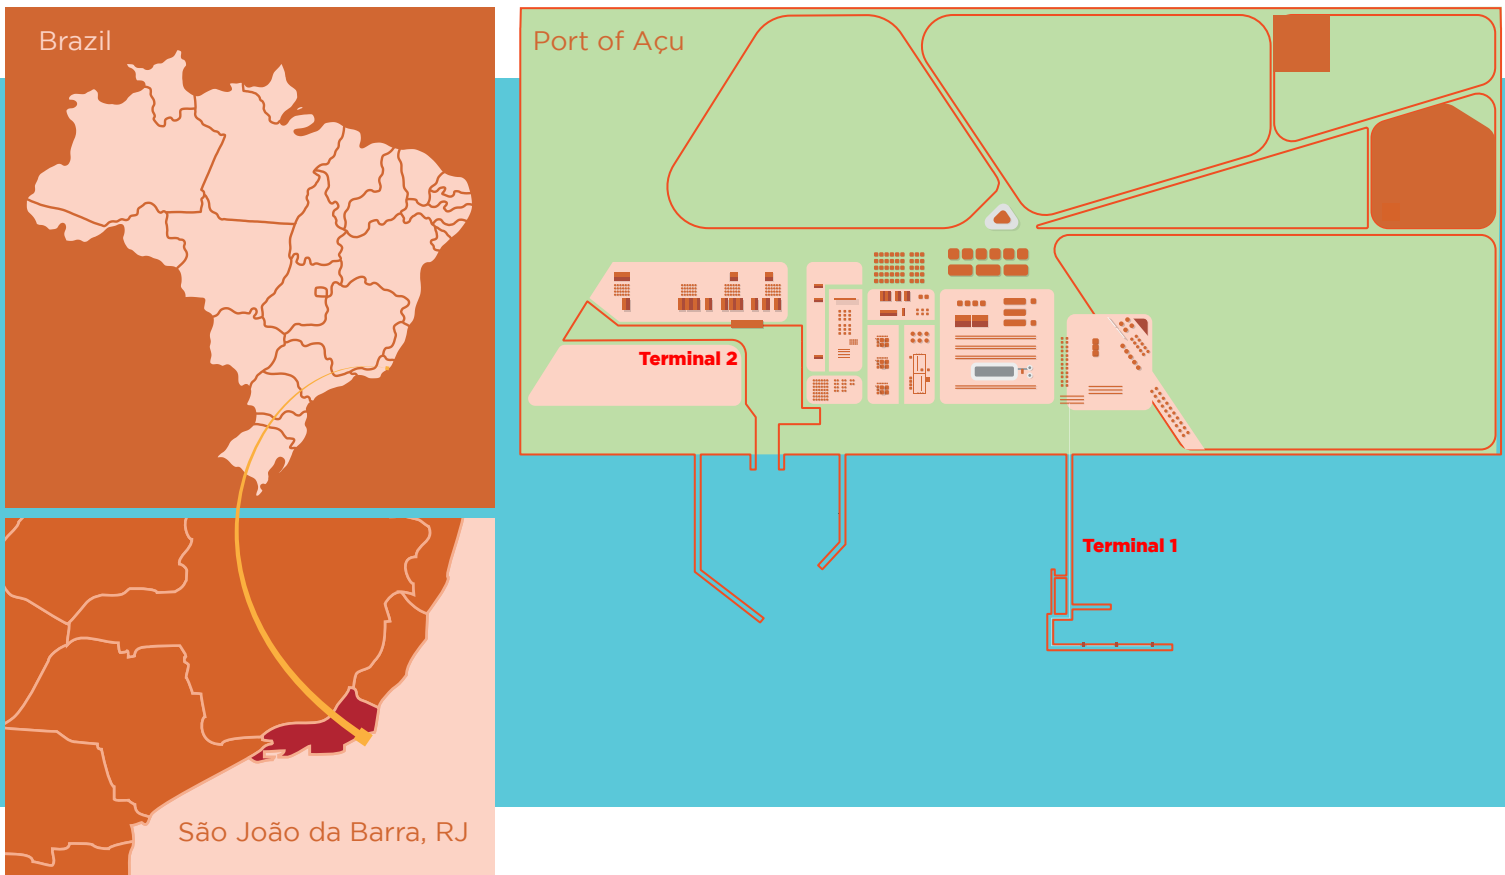 Brazil
Port of Açu
Terminal 2
Terminal 1
São João da Barra, RJ